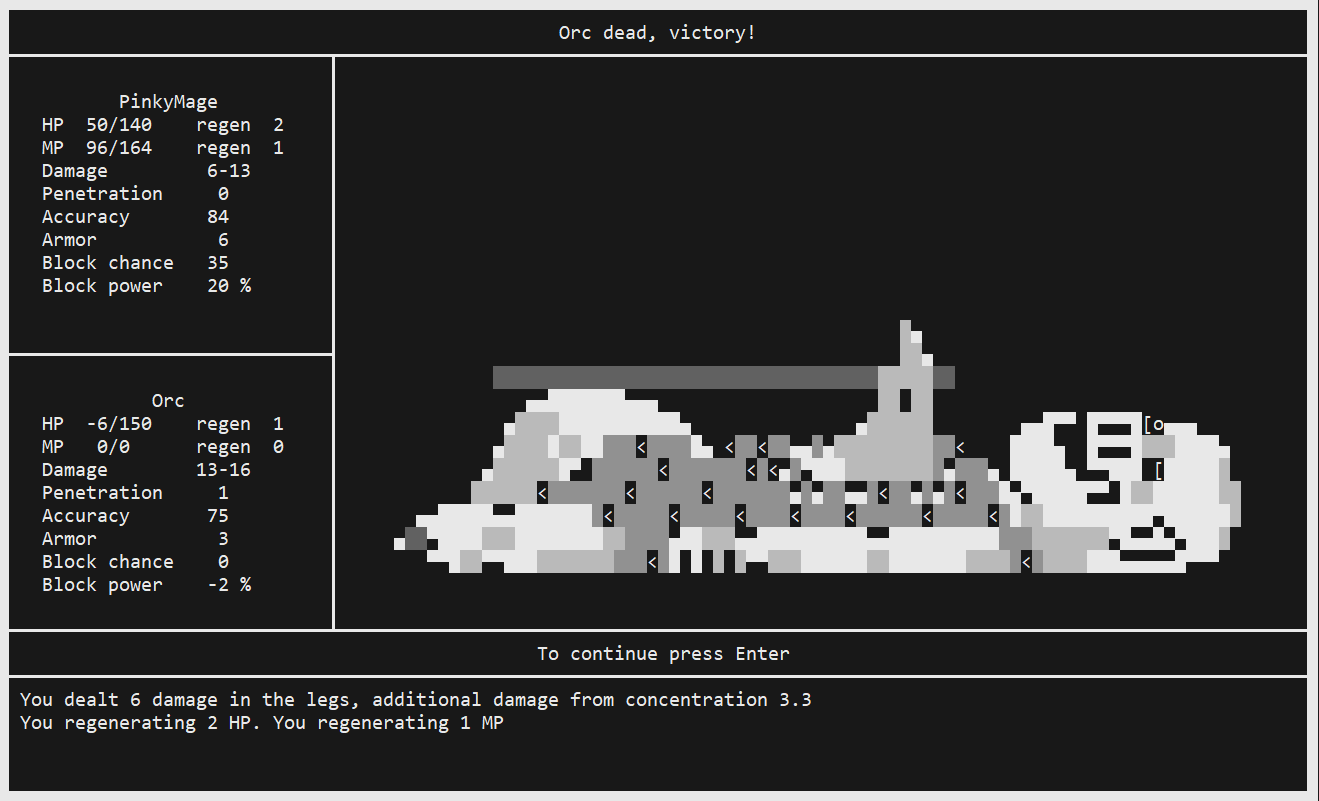 Orc dead, victory!
PinkyMage
HP 50/140 regen 2
MP 96/164 regen 1
Damage 6-13
Penetration 0
Accuracy 84
Armor 6
Block chance 35
Block power 20 %
Orc
HP -6/150 regen 1
MP 0/0 regen 0
Damage 13-16
Penetration 1
Accuracy 75
Armor 3
Block chance 0
Block power -2 %
[o
< < < <
< < < [
< < < < <
< < < < < < <
< <
To continue press Enter
You dealt 6 damage in the legs, additional damage from concentration 3.3
You regenerating 2 HP. You regenerating 1 MP